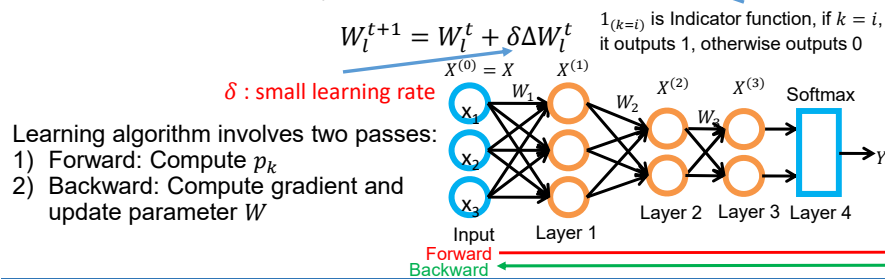 W_l^{t+1} = W_l^t + δΔW_l^t
1_{(k=i)} is Indicator function, if k = i,
it outputs 1, otherwise outputs 0
δ : small learning rate
X^{(0)} = X
X^{(1)}
X^{(2)}
X^{(3)}
Softmax
W_1
W_2
W_3
x_1
x_2
x_3
Y
Learning algorithm involves two passes:
1) Forward: Compute p_k
2) Backward: Compute gradient and
update parameter W
Input
Layer 1
Layer 2
Layer 3
Layer 4
Forward
Backward